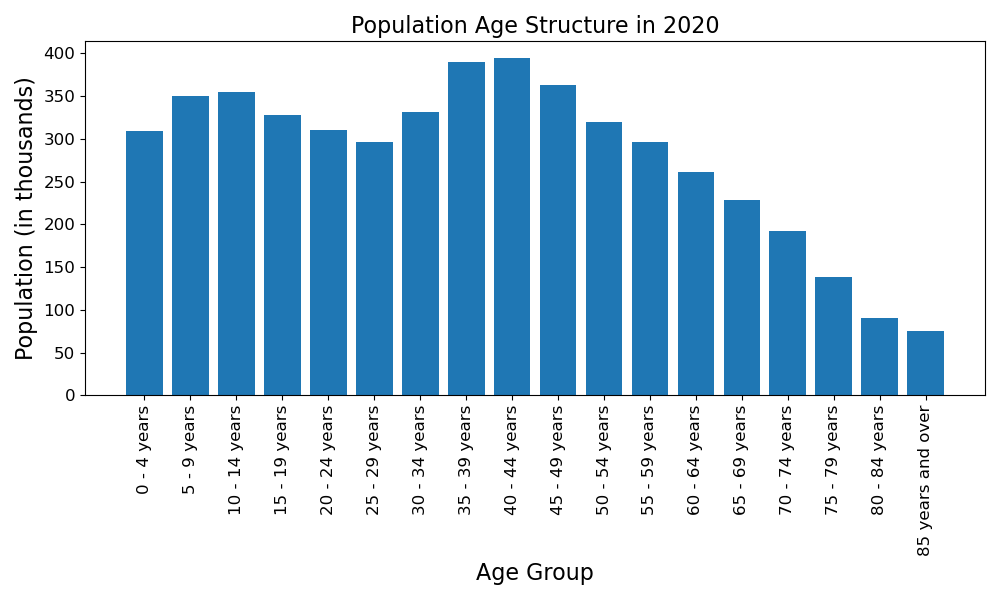 Population Age Structure in 2020
Population (in thousands)
400
350
300
250
200
150
100
50
0
0 - 4 years
5 - 9 years
10 - 14 years
15 - 19 years
20 - 24 years
25 - 29 years
30 - 34 years
35 - 39 years
40 - 44 years
45 - 49 years
50 - 54 years
55 - 59 years
60 - 64 years
65 - 69 years
70 - 74 years
75 - 79 years
80 - 84 years
85 years and over
Age Group